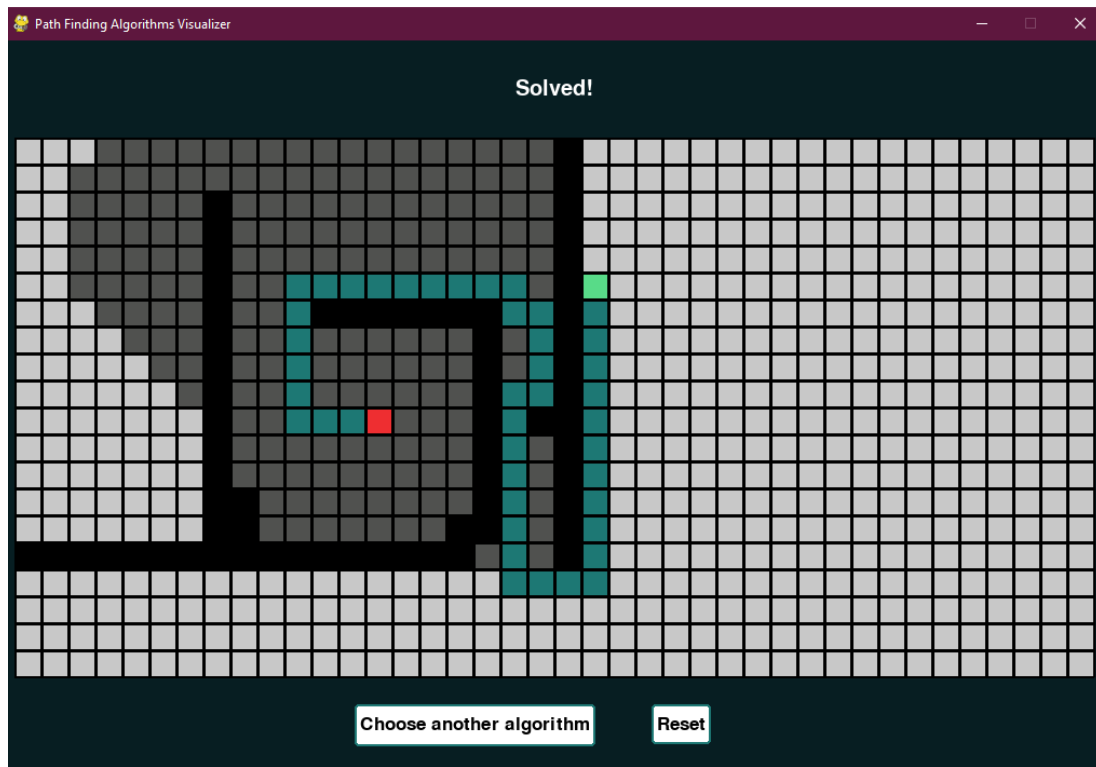 Path Finding Algorithms Visualizer
Solved!
Choose another algorithm
Reset